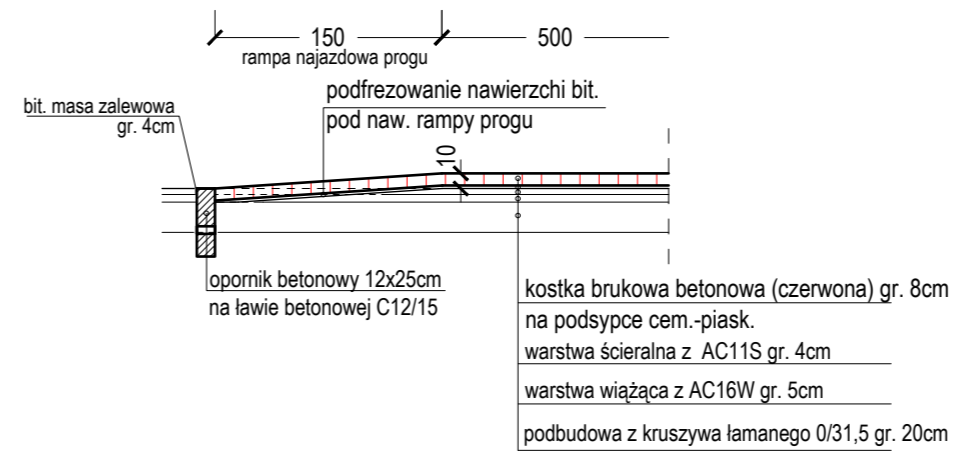 150
500
rampa najazdowa progu
podfrezowanie nawierzchi bit.
pod naw. rampy progu
bit. masa zalewowa
gr. 4cm
10
opornik betonowy 12x25cm
na ławie betonowej C12/15
kostka brukowa betonowa (czerwona) gr. 8cm
na podsypce cem.-piask.
warstwa ścieralna z AC11S gr. 4cm
warstwa wiążąca z AC16W gr. 5cm
podbudowa z kruszywa łamanego 0/31,5 gr. 20cm